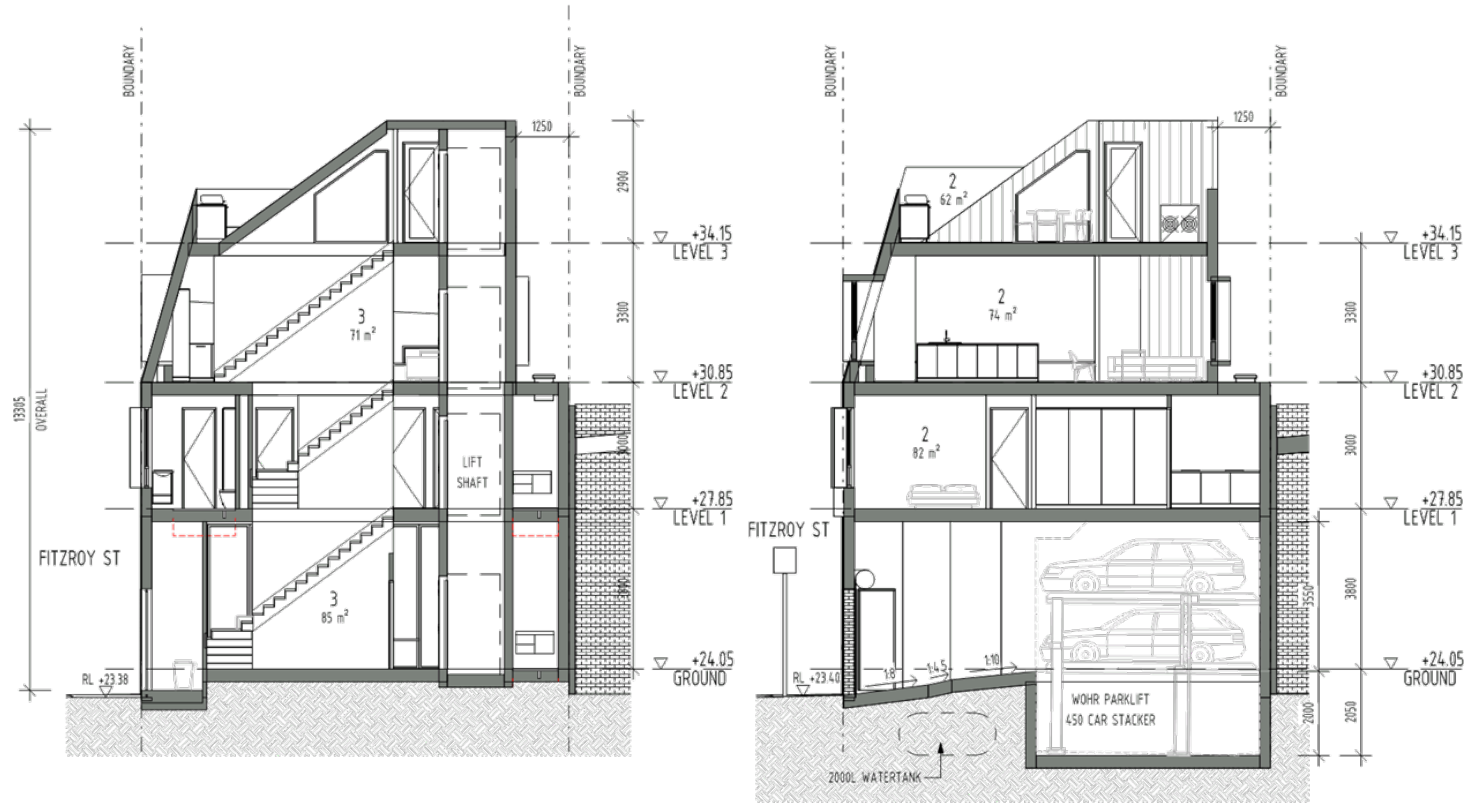 BOUNDARY
BOUNDARY
1250
2900
13305
OVERALL
+34.15
LEVEL 3
3300
3
71 m²
+30.85
LEVEL 2
3000
LIFT
SHAFT
+27.85
LEVEL 1
FITZROY ST
3
85 m²
3800
RL +23.38
+24.05
GROUND
BOUNDARY
BOUNDARY
1250
2
62 m²
+34.15
LEVEL 3
3300
2
74 m²
+30.85
LEVEL 2
3000
2
82 m²
+27.85
LEVEL 1
FITZROY ST
3550
3800
1:8
1:4.5
1:10
RL +23.40
+24.05
GROUND
WOHR PARKLIFT
450 CAR STACKER
2000
2050
2000L WATERTANK